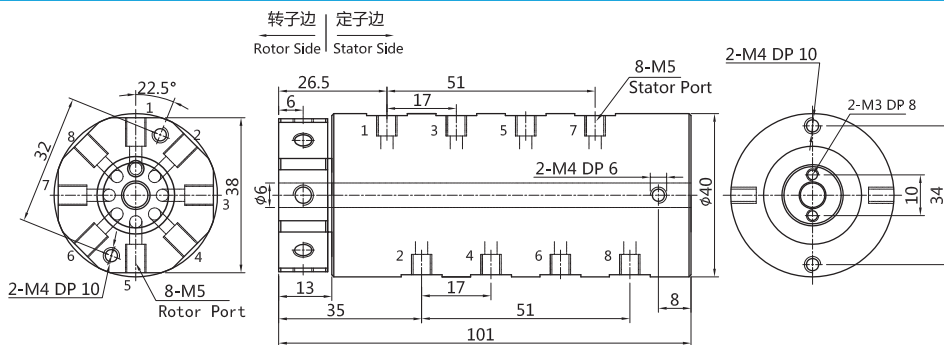 转子边 定子边
Rotor Side Stator Side
22.5°
1
8
2
32
7
3
38
6
4
5
2-M4 DP 10
8-M5
Rotor Port
26.5
51
6
17
8-M5
Stator Port
1
3
5
7
2-M4 DP 6
ϕ6
ϕ40
2
4
6
8
13
17
8
35
51
101
2-M4 DP 10
2-M3 DP 8
10
34